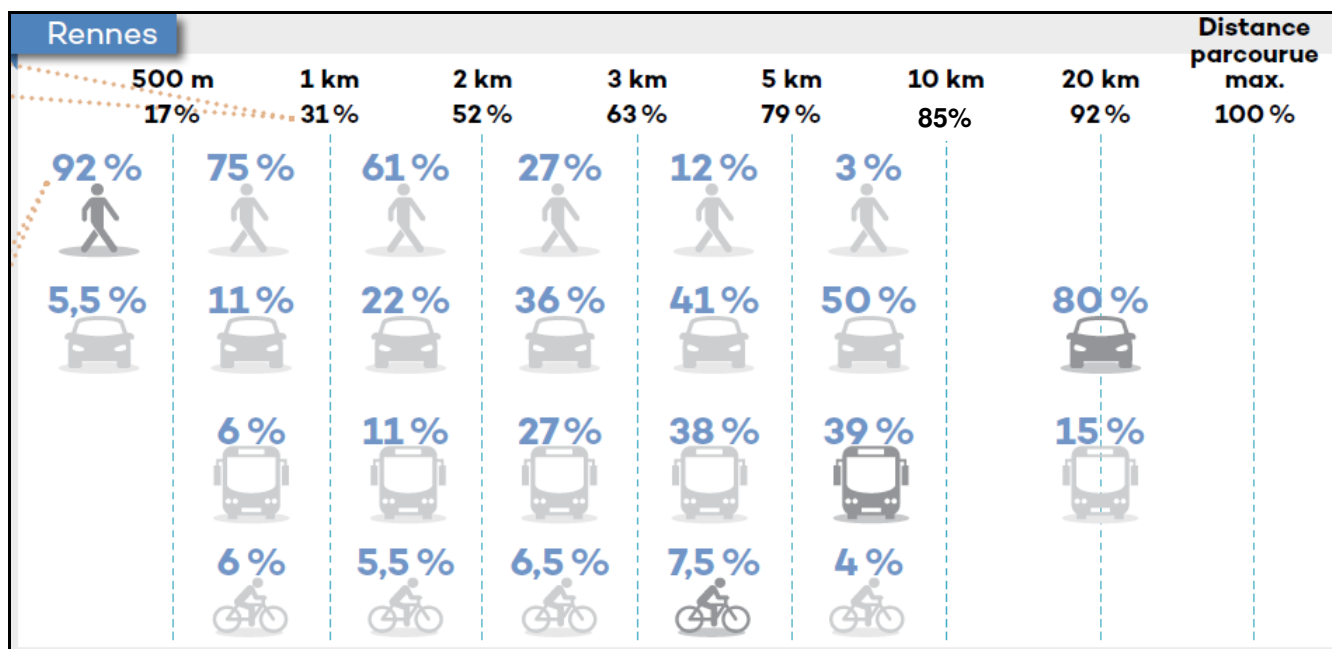 Rennes
Distance
parcourue
max.
500 m 1 km 2 km 3 km 5 km 10 km 20 km
17 % 31 % 52 % 63 % 79 % 85% 92 % 100 %
92 % 75 % 61 % 27 % 12 % 3 %
5,5 % 11 % 22 % 36 % 41 % 50 % 80 %
6 % 11 % 27 % 38 % 39 % 15 %
6 % 5,5 % 6,5 % 7,5 % 4 %